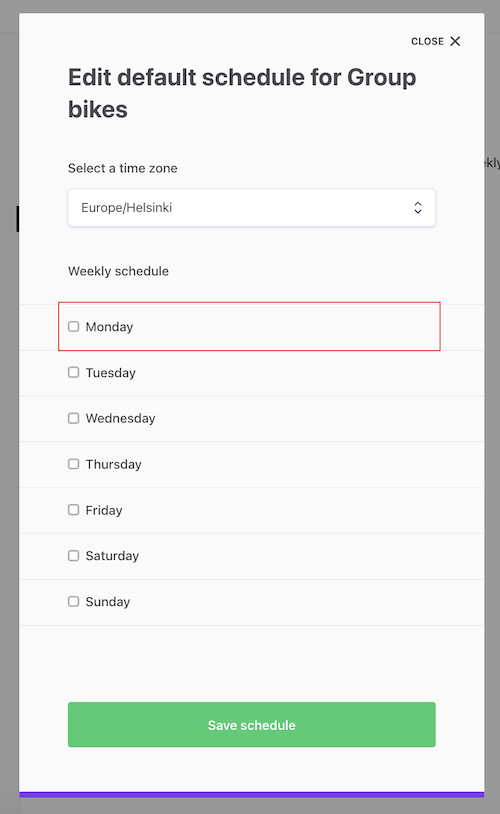 CLOSE
Edit default schedule for Group
bikes
Select a time zone
Europe/Helsinki
Weekly schedule
Monday
Tuesday
Wednesday
Thursday
Friday
Saturday
Sunday
Save schedule